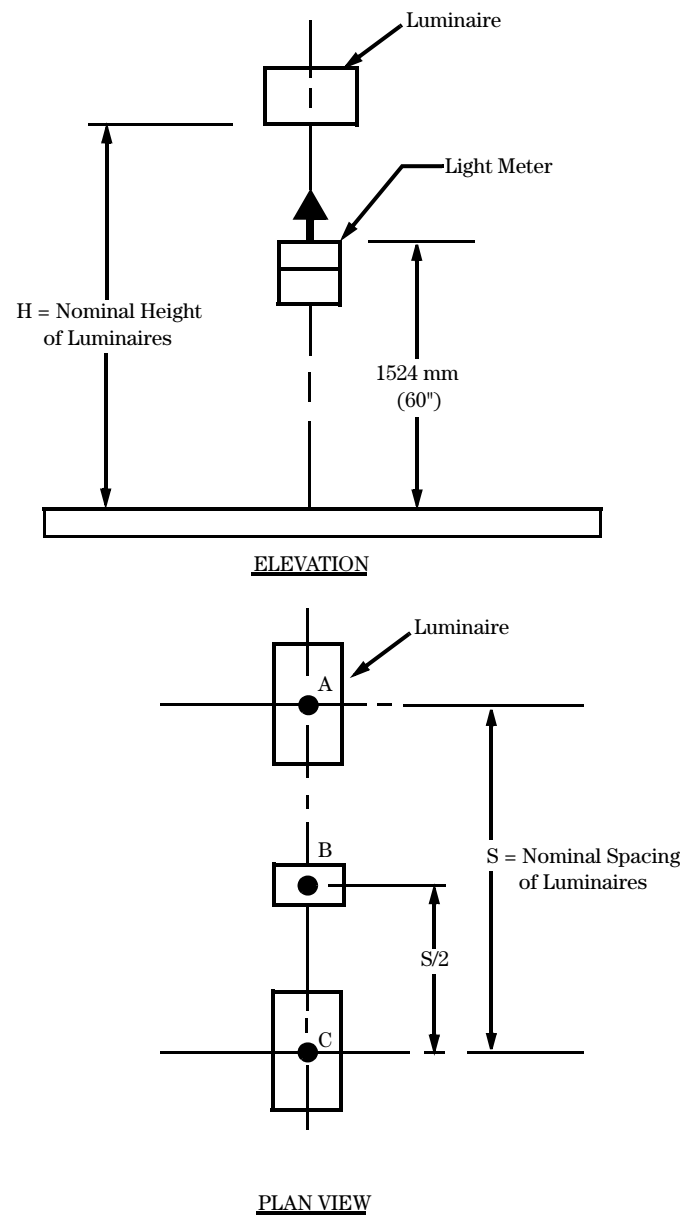 Luminaire
Light Meter
H = Nominal Height
of Luminaires
1524 mm
(60")
ELEVATION
Luminaire
A
B
S = Nominal Spacing
of Luminaires
S/2
C
PLAN VIEW